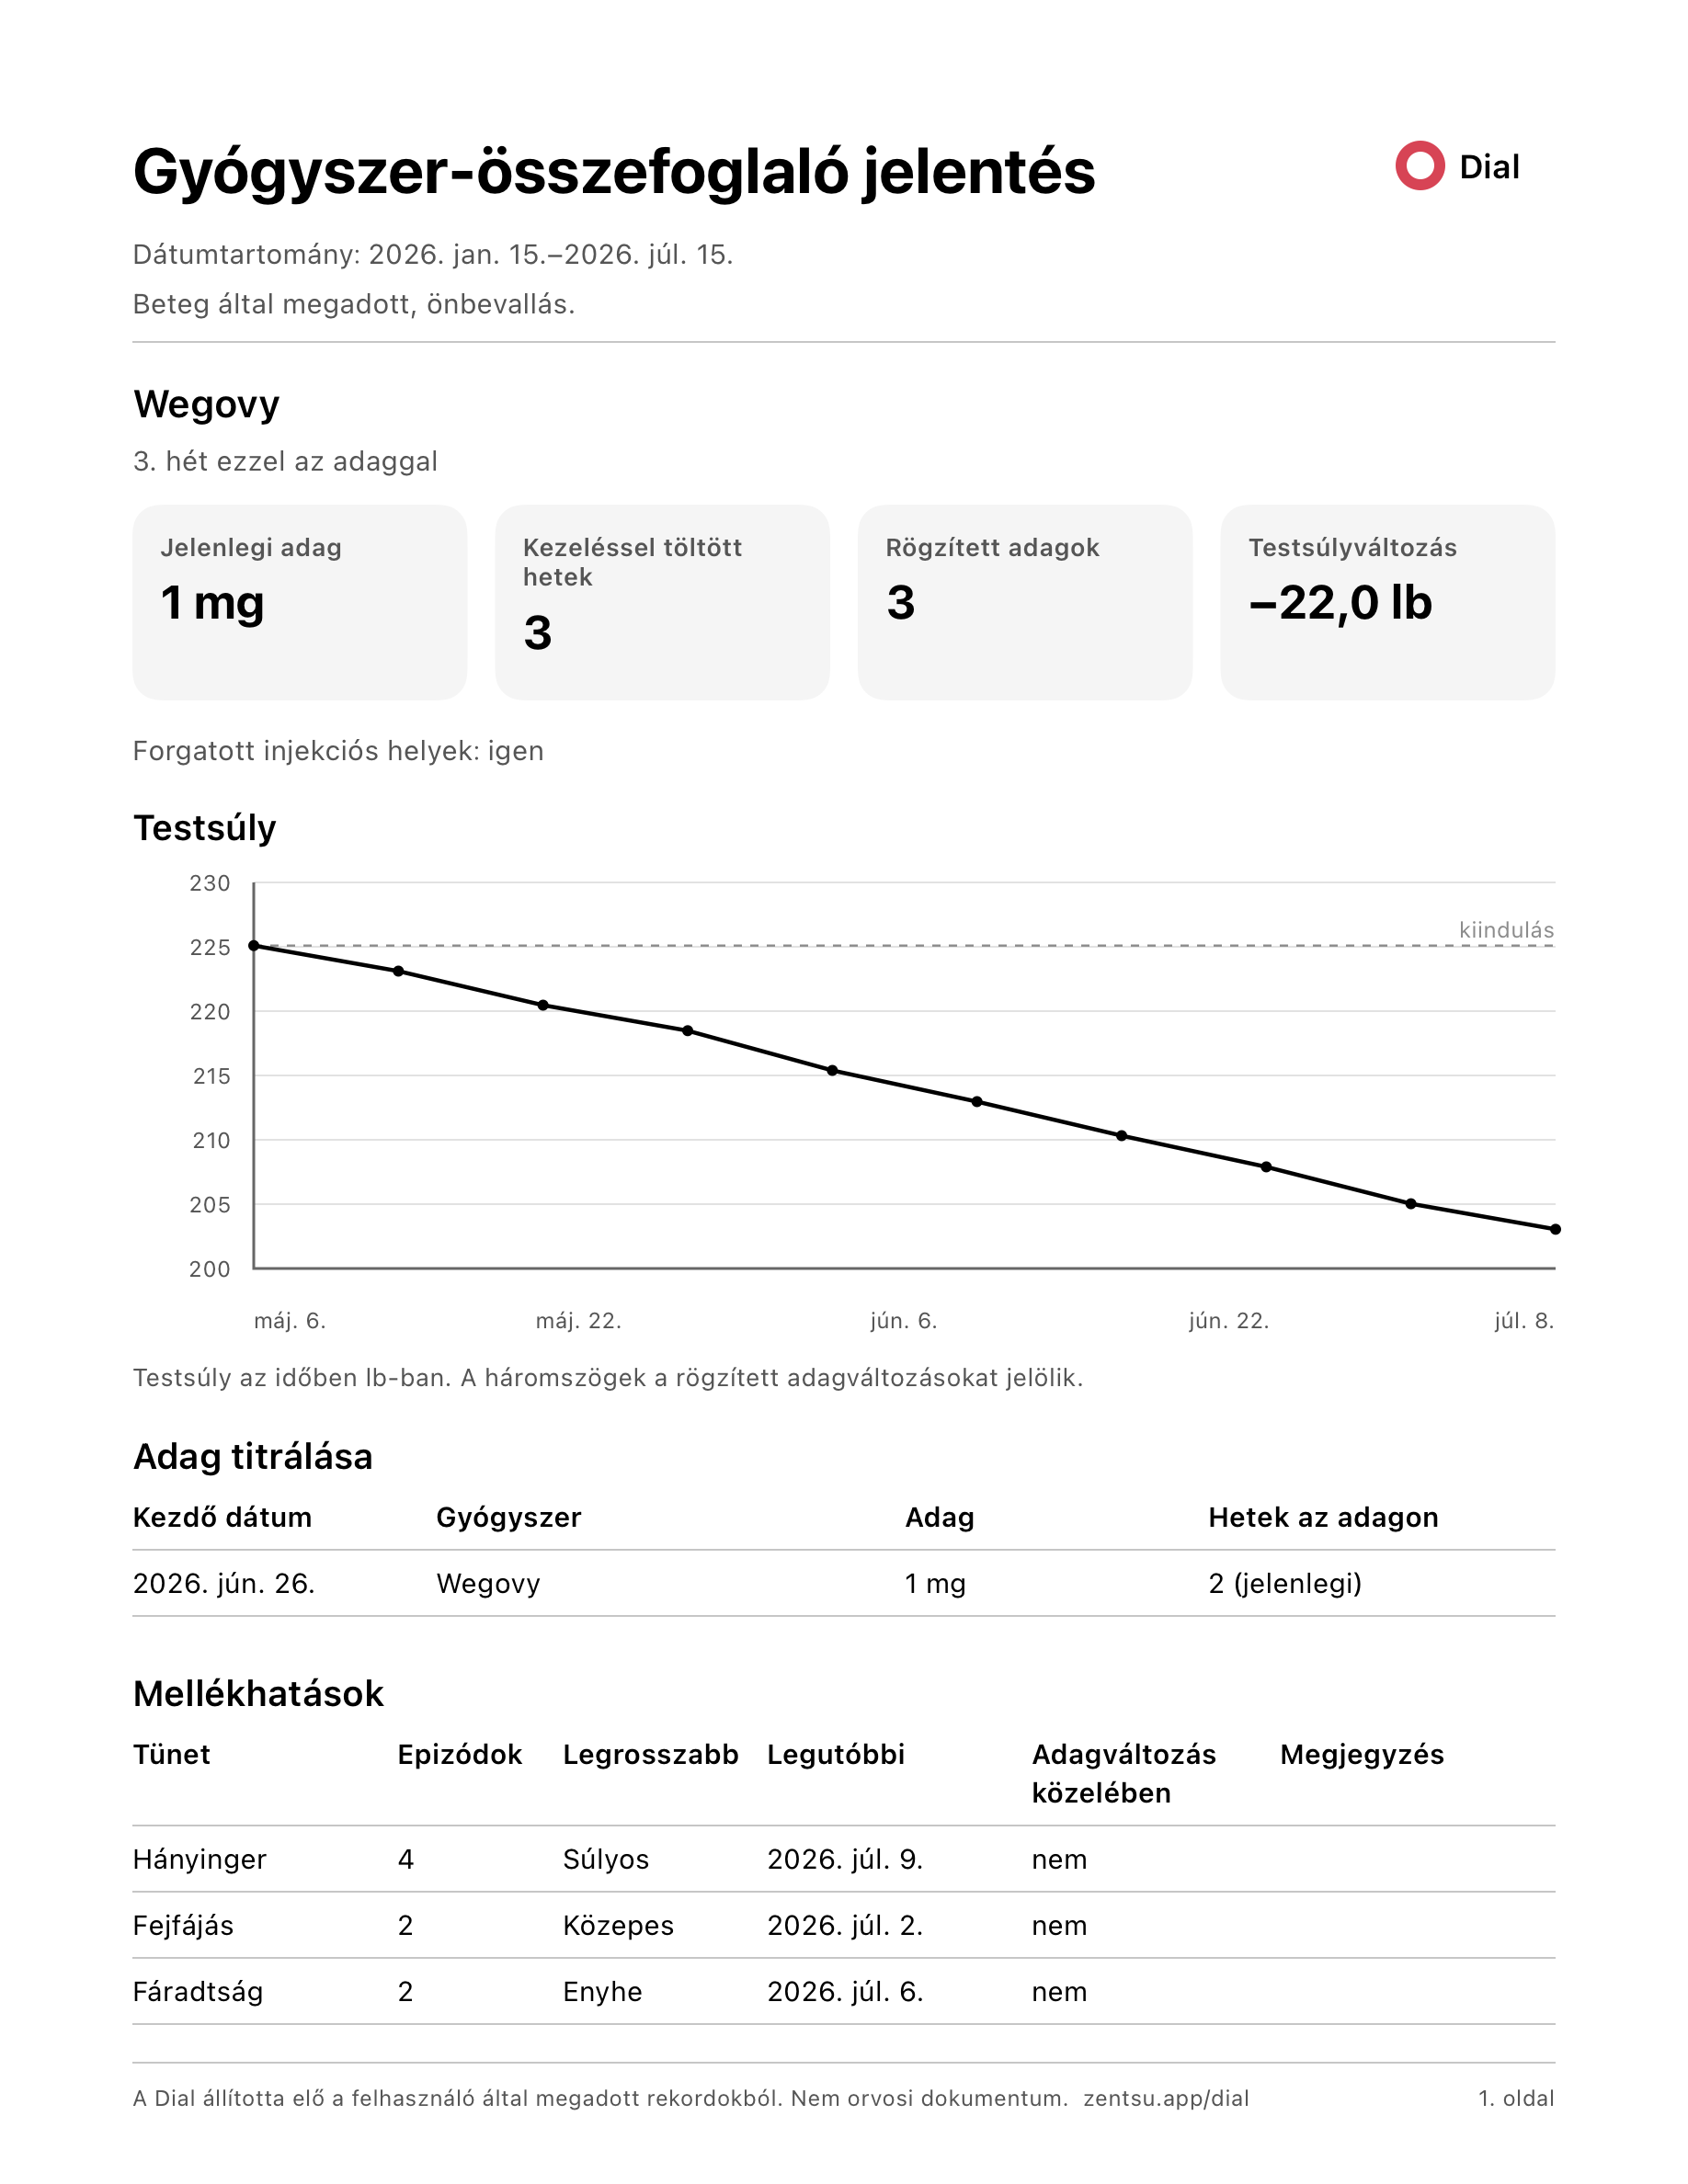 Gyógyszer-összefoglaló jelentés
Dial
Dátumtartomány: 2026. jan. 15.–2026. júl. 15.
Beteg által megadott, önbevallás.
Wegovy
3. hét ezzel az adaggal
Jelenlegi adag
1 mg
Kezeléssel töltött
hetek
3
Rögzített adagok
3
Testsúlyváltozás
–22,0 lb
Forgatott injekciós helyek: igen
Testsúly
230
225
220
215
210
205
200
kiindulás
máj. 6. máj. 22. jún. 6. jún. 22. júl. 8.
Testsúly az időben lb-ban. A háromszögek a rögzített adagváltozásokat jelölik.
Adag titrálása
Kezdő dátum Gyógyszer Adag Hetek az adagon
2026. jún. 26. Wegovy 1 mg 2 (jelenlegi)
Mellékhatások
Tünet Epizódok Legrosszabb Legutóbbi Adagváltozás közelében Megjegyzés
Hányinger 4 Súlyos 2026. júl. 9. nem
Fejfájás 2 Közepes 2026. júl. 2. nem
Fáradtság 2 Enyhe 2026. júl. 6. nem
A Dial állította elő a felhasználó által megadott rekordokból. Nem orvosi dokumentum. zentsu.app/dial 1. oldal